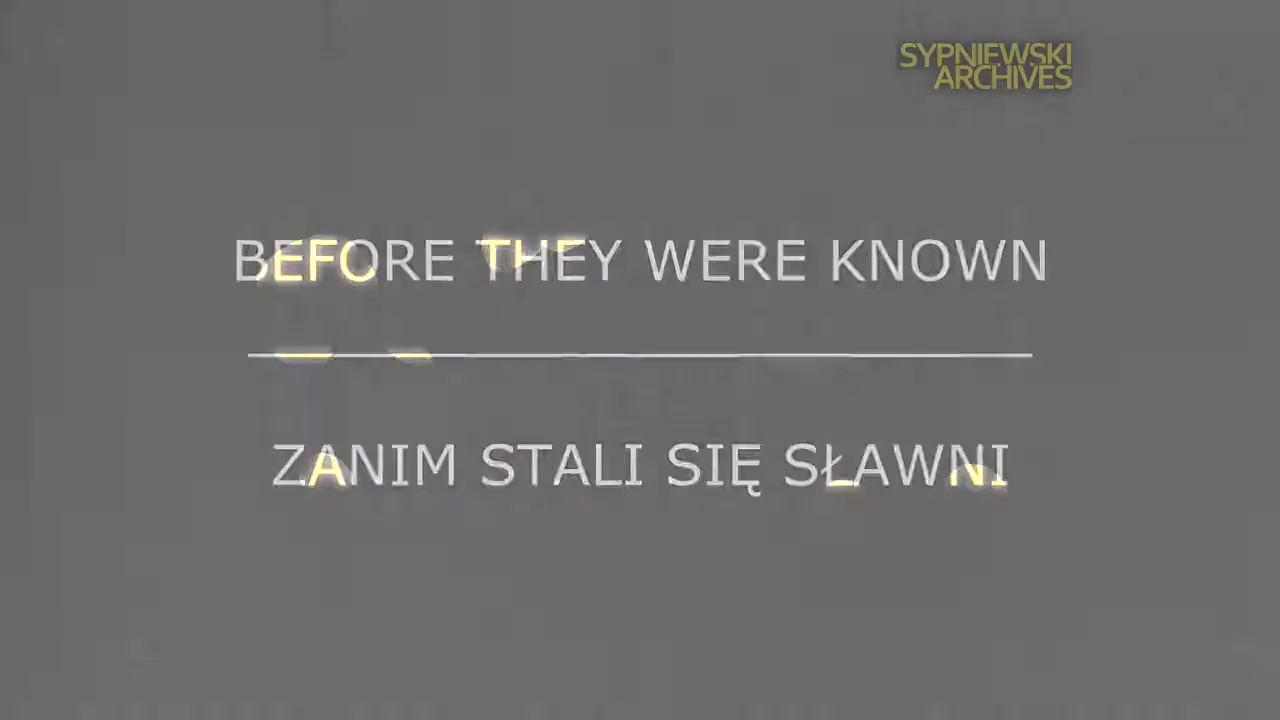 SYPNIEWSKI
ARCHIVES
BEFORE THEY WERE KNOWN
ZANIM STALI SIĘ SŁAWNI